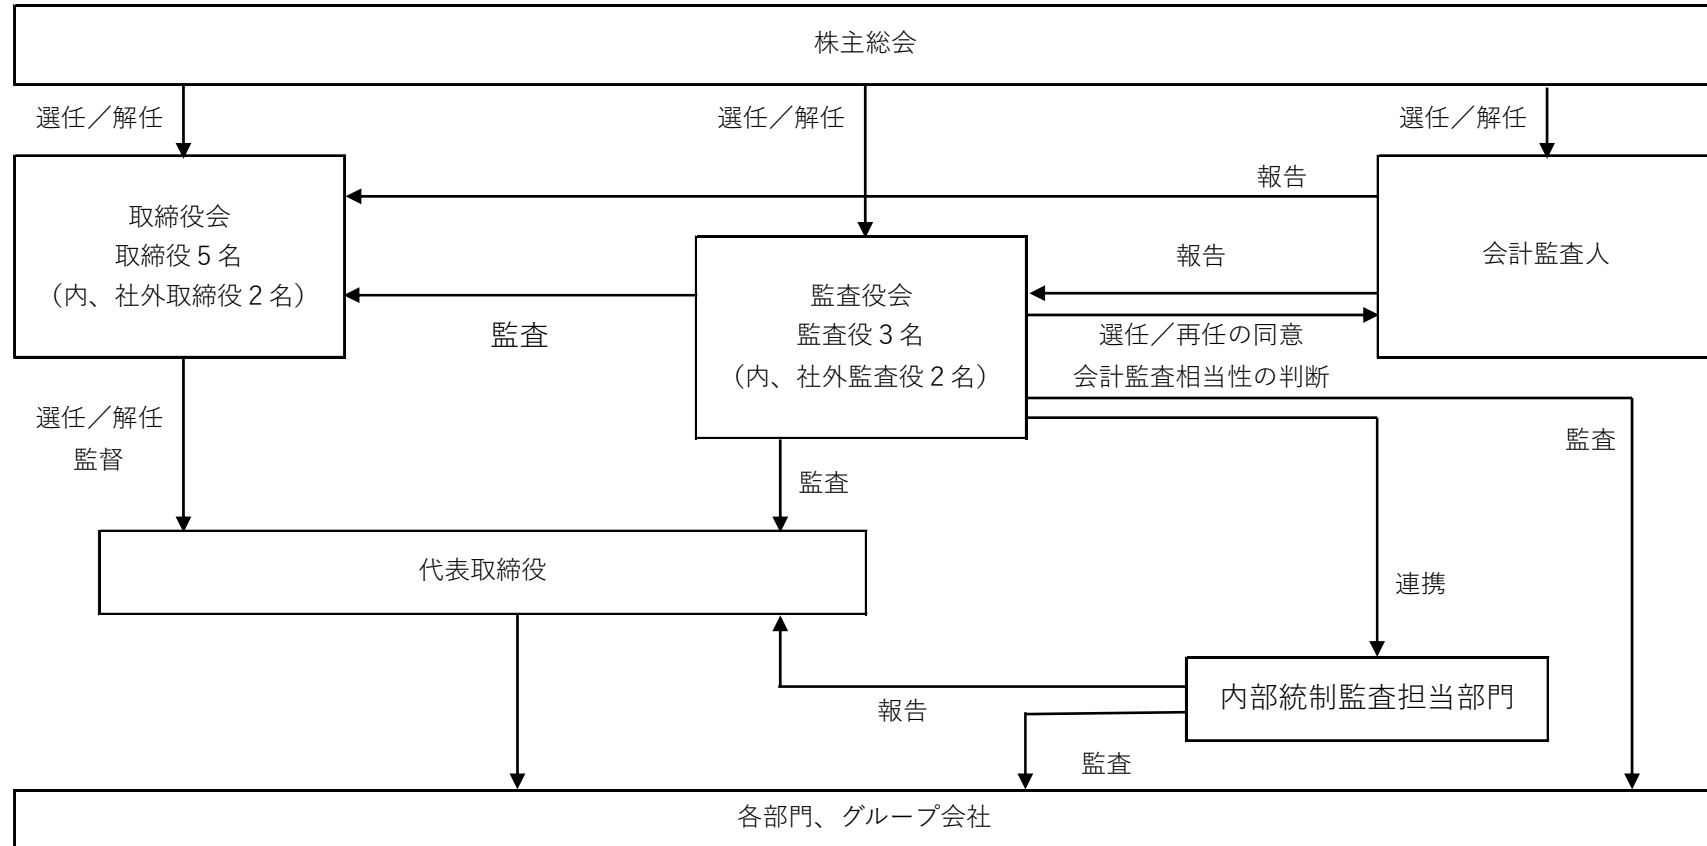 株主総会
選任／解任
選任／解任
選任／解任
報告
取締役会
取締役５名
（内、社外取締役２名）
会計監査人
報告
監査役会
監査役３名
（内、社外監査役２名）
監査
選任／再任の同意
会計監査相当性の判断
選任／解任
監督
監査
監査
代表取締役
連携
内部統制監査担当部門
報告
監査
各部門、グループ会社